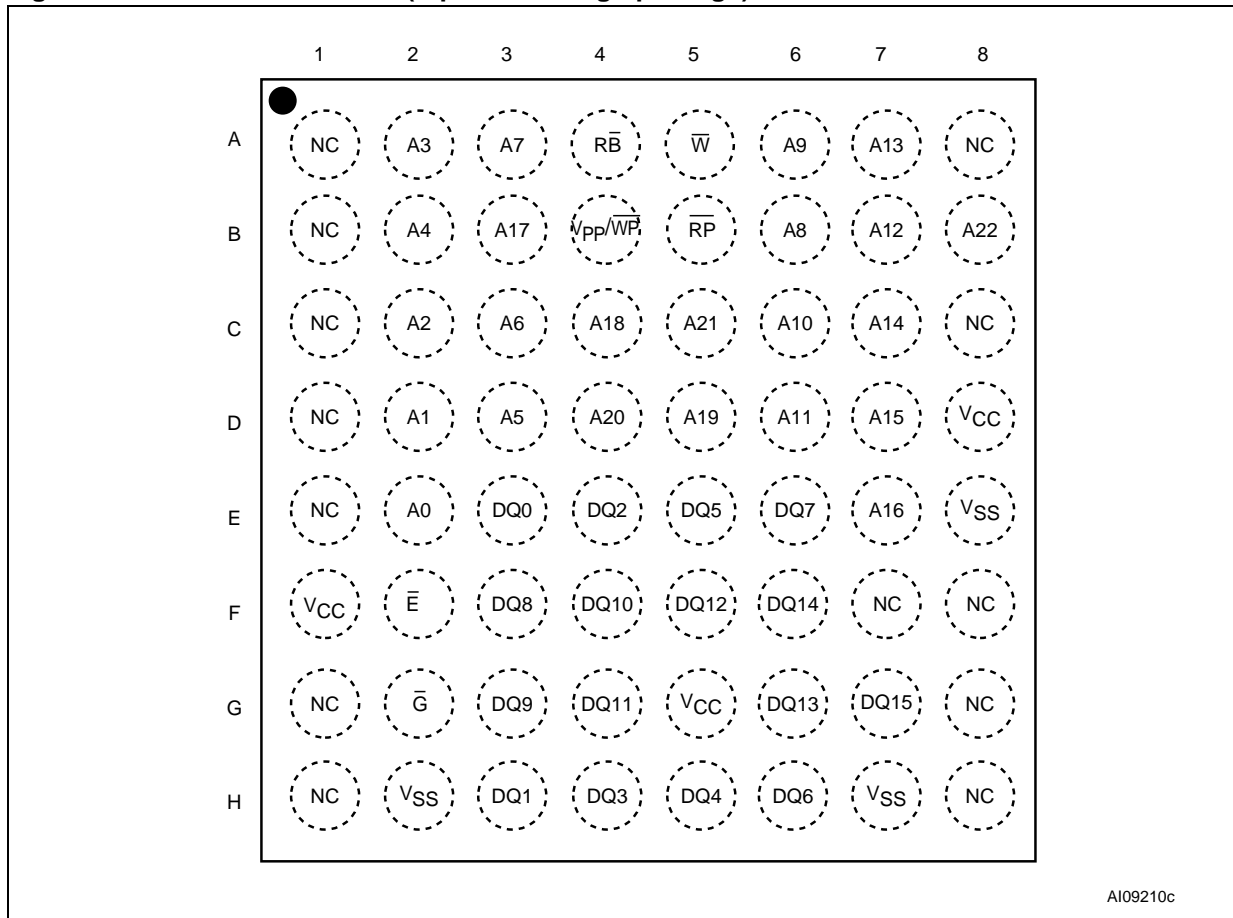 1 2 3 4 5 6 7 8
A NC A3 A7 RB̅ W̅ A9 A13 NC
B NC A4 A17 VPP/W̅P̅ R̅P̅ A8 A12 A22
C NC A2 A6 A18 A21 A10 A14 NC
D NC A1 A5 A20 A19 A11 A15 VCC
E NC A0 DQ0 DQ2 DQ5 DQ7 A16 VSS
F VCC E̅ DQ8 DQ10 DQ12 DQ14 NC NC
G NC G̅ DQ9 DQ11 VCC DQ13 DQ15 NC
H NC VSS DQ1 DQ3 DQ4 DQ6 VSS NC
AI09210c